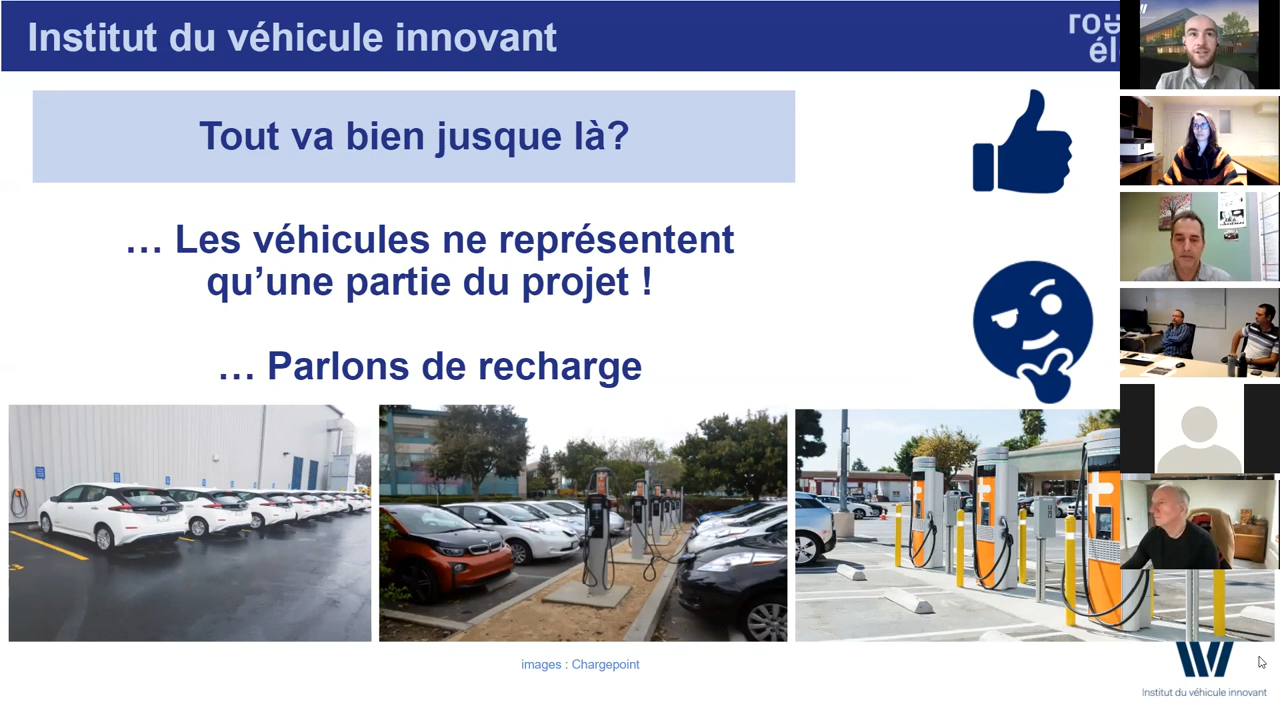 Institut du véhicule innovant
Tout va bien jusque là?
… Les véhicules ne représentent
qu’une partie du projet !
… Parlons de recharge
images : Chargepoint
Institut du véhicule innovant